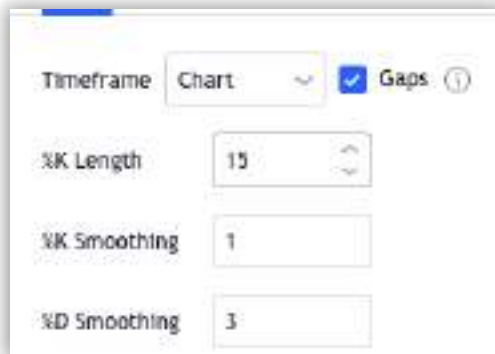 Timeframe Chart Gaps
%K Length 15
%K Smoothing 1
%D Smoothing 3